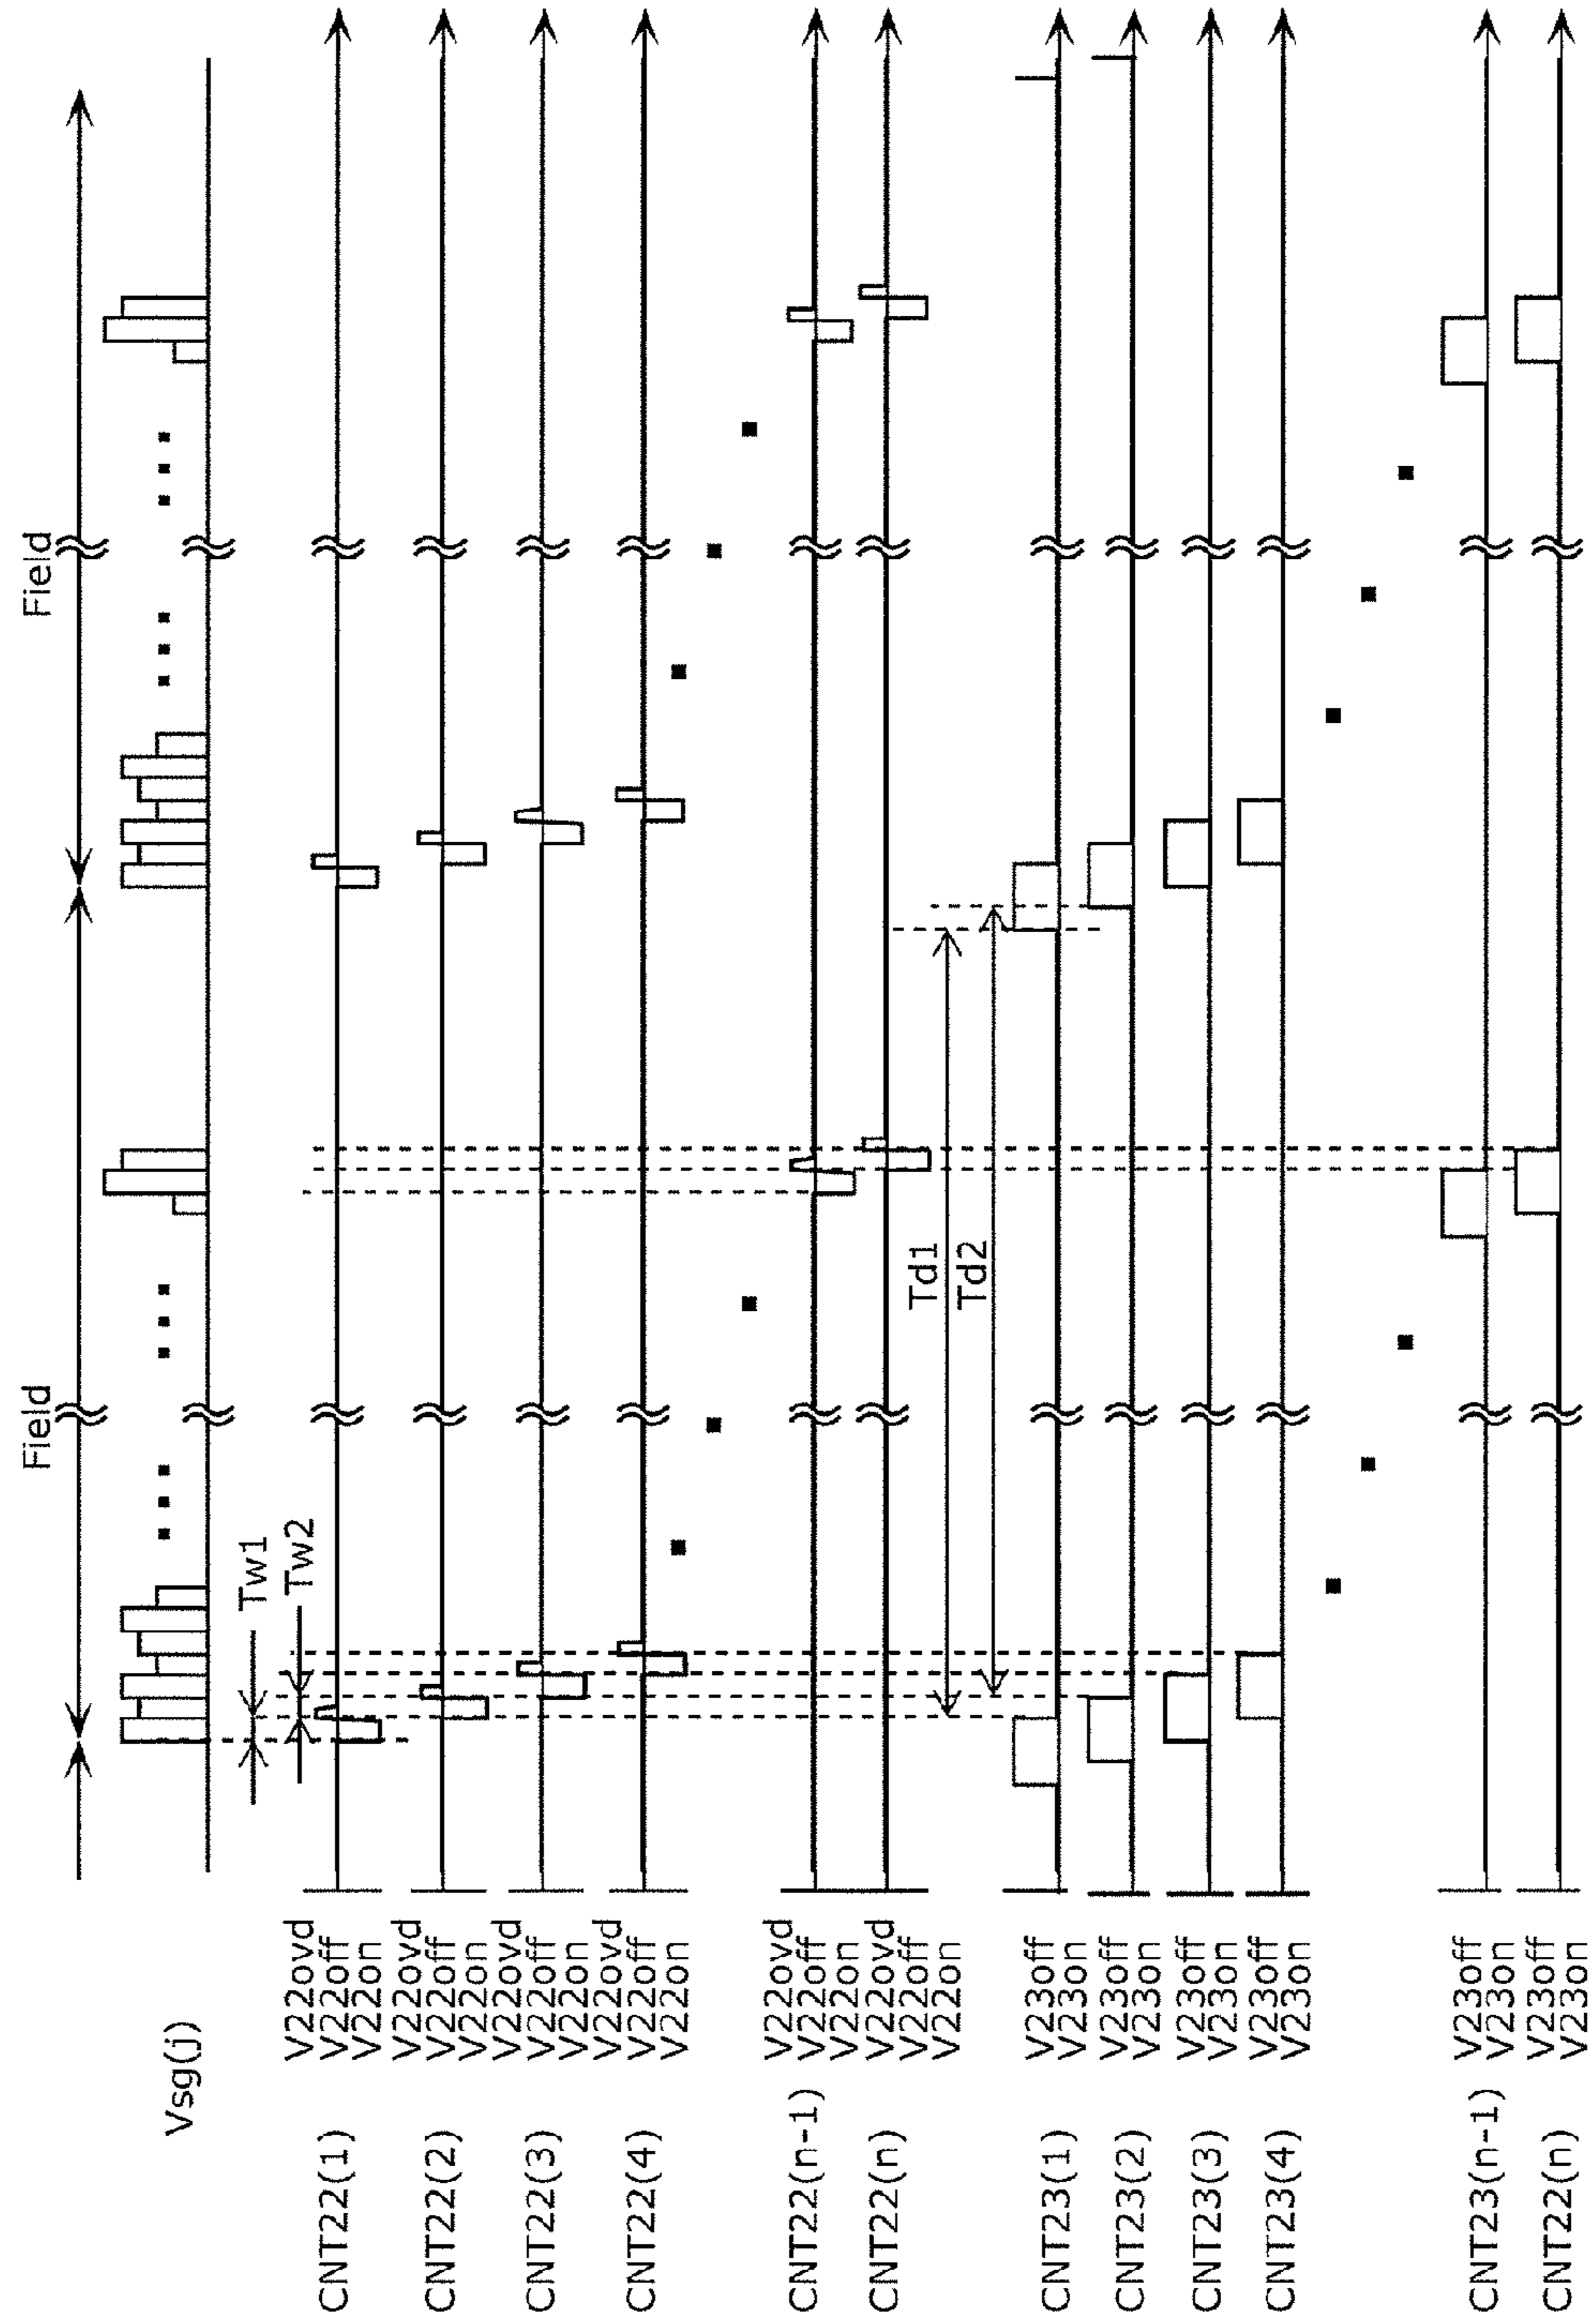 Field
Field
Vsg(j)
Tw1
Tw2
CNT22(1)
V22ovd
V22off
V22on
CNT22(2)
V22ovd
V22off
V22on
CNT22(3)
V22ovd
V22off
V22on
CNT22(4)
V22ovd
V22off
V22on
CNT22(n-1)
V22ovd
V22off
V22on
CNT22(n)
V22ovd
V22off
V22on
Td1
Td2
CNT23(1)
V23off
V23on
CNT23(2)
V23off
V23on
CNT23(3)
V23off
V23on
CNT23(4)
V23off
V23on
CNT23(n-1)
V23off
V23on
CNT22(n)
V23off
V23on